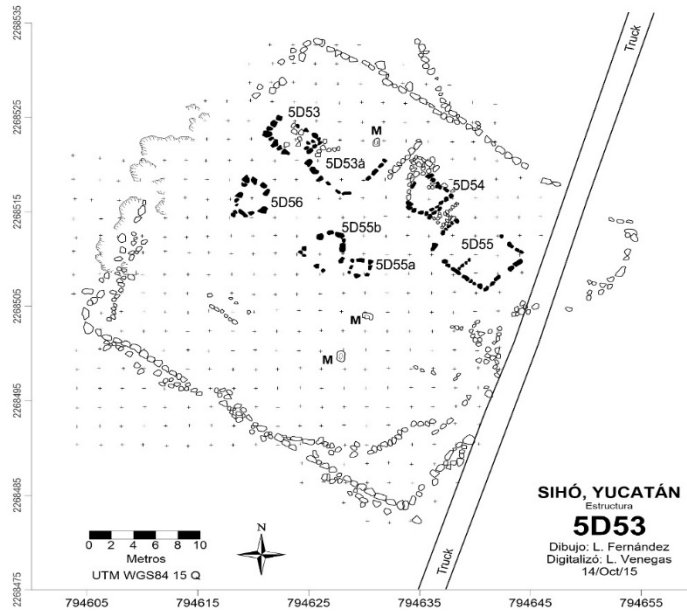 2268535
2268525
2268515
2268505
2268495
2268485
2268475
Truck
5D53
M
5D53a
5D54
5D56
5D55b
5D55
5D55a
M
M
N
0 2 4 6 8 10
Metros
UTM WGS84 15 Q
Truck
SIHÓ, YUCATÁN
Estructura
5D53
Dibujo: L. Fernández
Digitalizó: L. Venegas
14/Oct/15
794605 794615 794625 794635 794645 794655